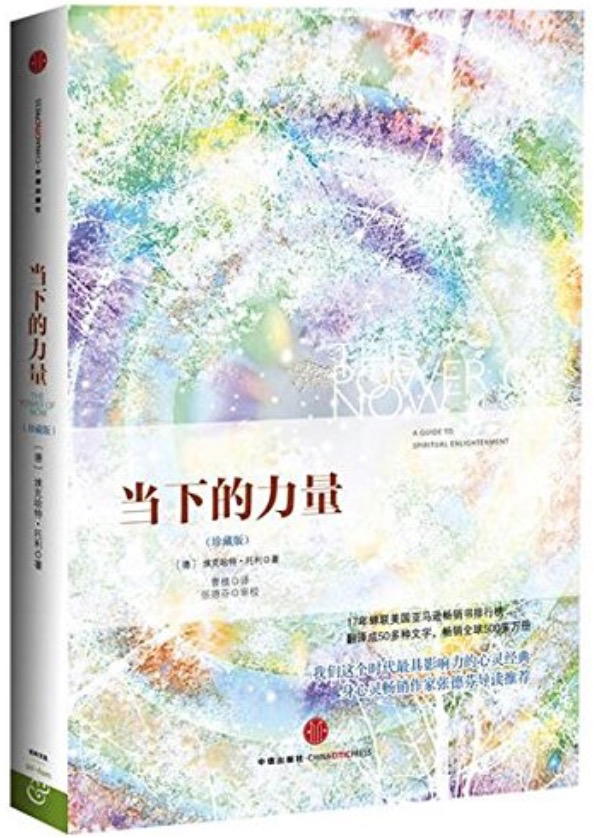 当下的力量
THE
POWER OF
NOW
(珍藏版)
[德] 埃克哈特·托利◎著
THE
POWER OF
NOW
A GUIDE TO
SPIRITUAL ENLIGHTENMENT
当下的力量
(珍藏版)
[德] 埃克哈特·托利◎著
曹植◎译
张德芬◎审校
17年蝉联美国亚马逊畅销书排行榜
翻译成50多种文字,畅销全球500多万册
我们这个时代最具影响力的心灵经典
身心灵畅销作家张德芬导读推荐
中信出版社·CHINACITICPRESS